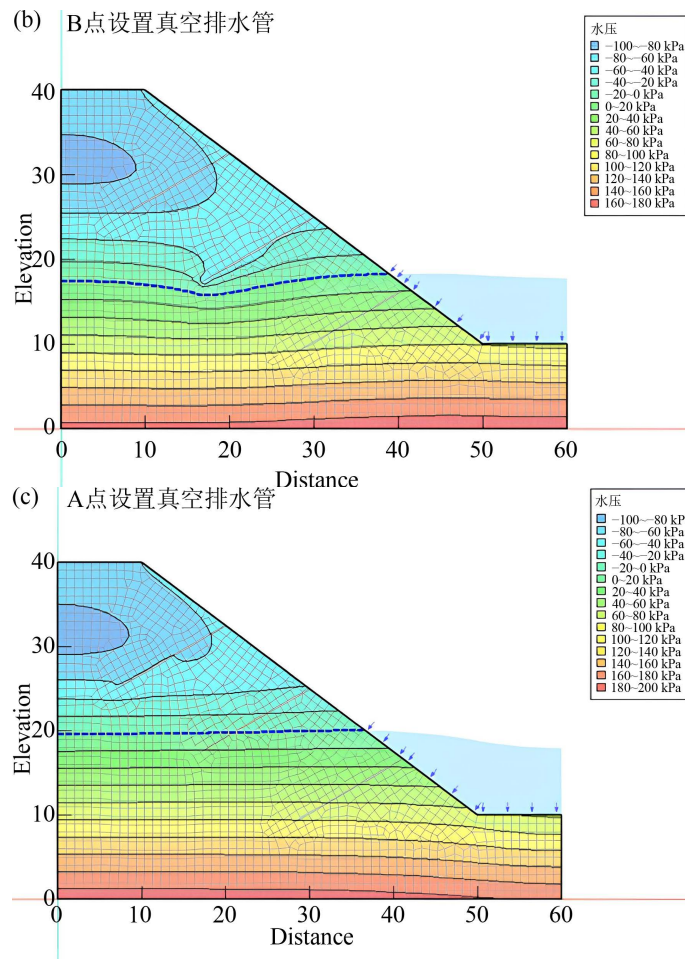 (b) B点设置真空排水管
水压
−100~−80 kPa
−80~−60 kPa
−60~−40 kPa
−40~−20 kPa
−20~0 kPa
0~20 kPa
20~40 kPa
40~60 kPa
60~80 kPa
80~100 kPa
100~120 kPa
120~140 kPa
140~160 kPa
160~180 kPa
Elevation
40
30
20
10
0
0 10 20 30 40 50 60
Distance
(c) A点设置真空排水管
水压
−100~−80 kPa
−80~−60 kPa
−60~−40 kPa
−40~−20 kPa
−20~0 kPa
0~20 kPa
20~40 kPa
40~60 kPa
60~80 kPa
80~100 kPa
100~120 kPa
120~140 kPa
140~160 kPa
160~180 kPa
180~200 kPa
Elevation
40
30
20
10
0
0 10 20 30 40 50 60
Distance